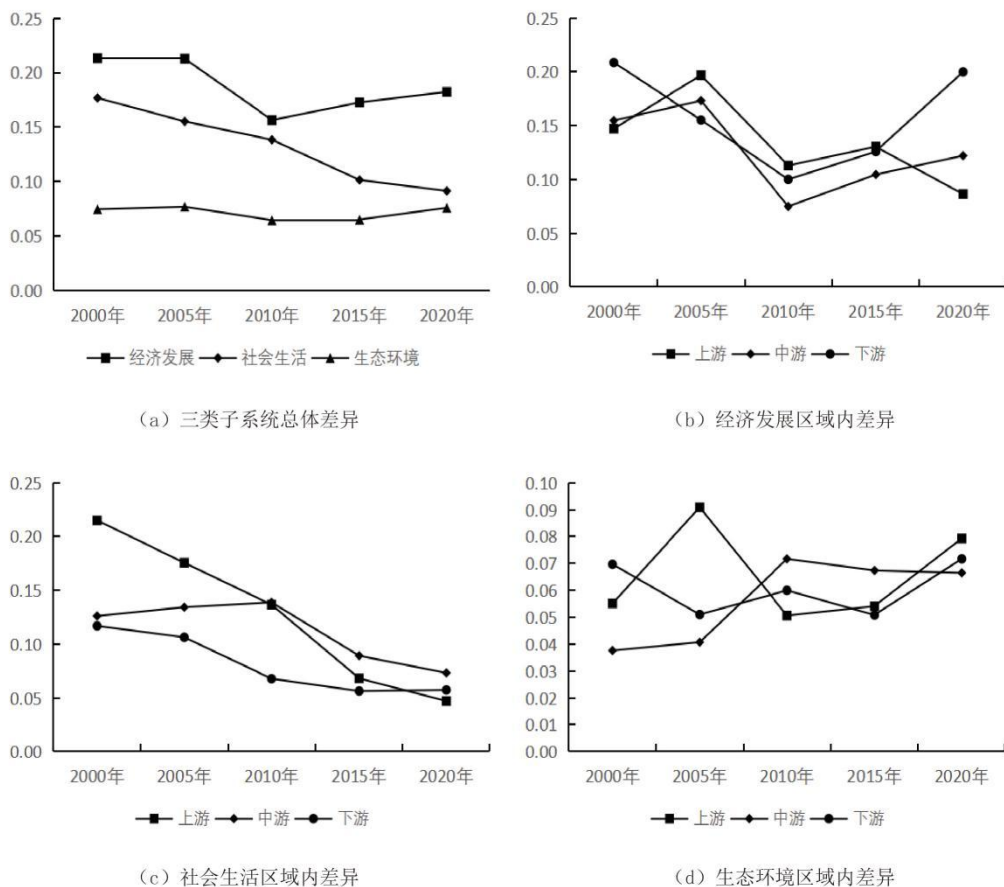 0.25
0.20
0.15
0.10
0.05
0.00
2000年 2005年 2010年 2015年 2020年
经济发展 社会生活 生态环境
（a）三类子系统总体差异
0.25
0.20
0.15
0.10
0.05
0.00
2000年 2005年 2010年 2015年 2020年
上游 中游 下游
（b）经济发展区域内差异
0.25
0.20
0.15
0.10
0.05
0.00
2000年 2005年 2010年 2015年 2020年
上游 中游 下游
（c）社会生活区域内差异
0.10
0.09
0.08
0.07
0.06
0.05
0.04
0.03
0.02
0.01
0.00
2000年 2005年 2010年 2015年 2020年
上游 中游 下游
（d）生态环境区域内差异